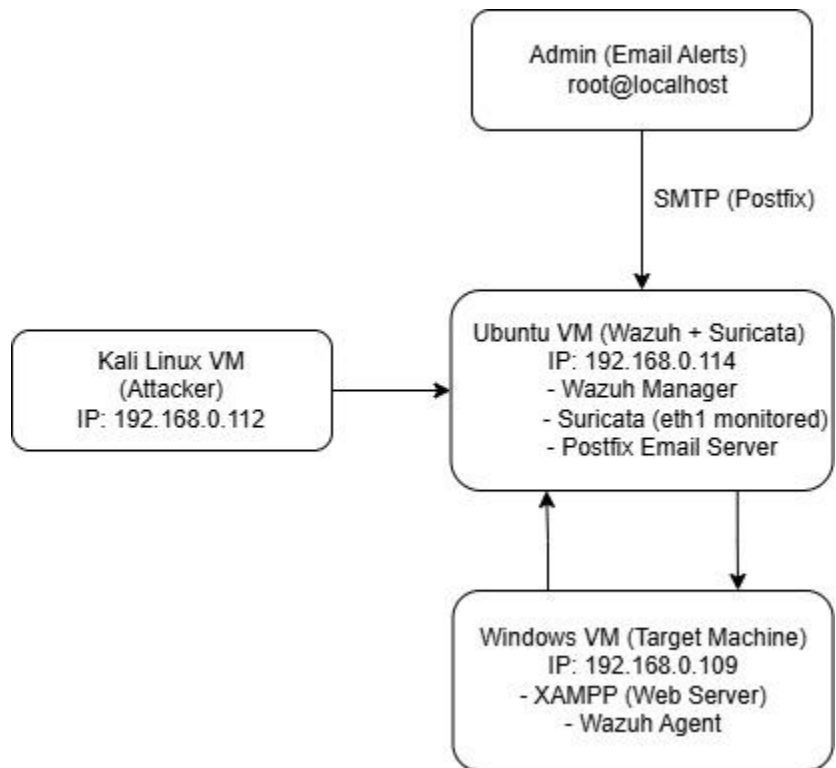 Admin (Email Alerts)
root@localhost
SMTP (Postfix)
Ubuntu VM (Wazuh + Suricata)
IP: 192.168.0.114
- Wazuh Manager
- Suricata (eth1 monitored)
- Postfix Email Server
Kali Linux VM
(Attacker)
IP: 192.168.0.112
Windows VM (Target Machine)
IP: 192.168.0.109
- XAMPP (Web Server)
- Wazuh Agent